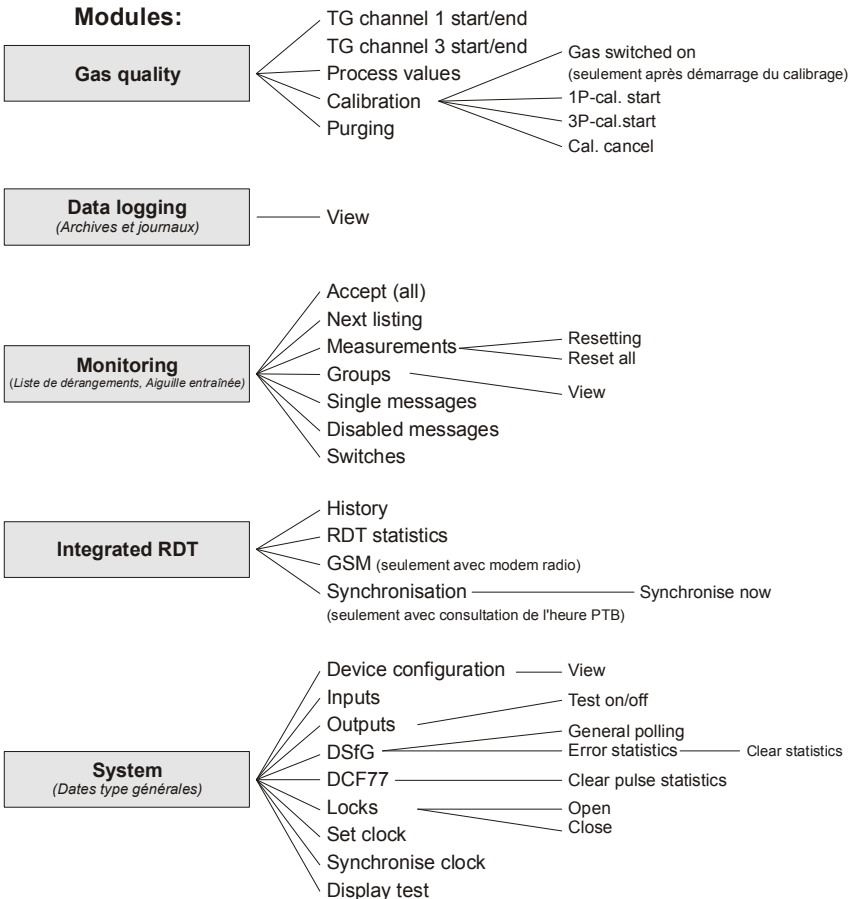 Modules:
Gas quality
TG channel 1 start/end
TG channel 3 start/end
Process values
Calibration
Purging
Gas switched on
(seulement après démarrage du calibrage)
1P-cal. start
3P-cal.start
Cal. cancel
Data logging
(Archives et journaux)
View
Monitoring
(Liste de dérangements, Aiguille entraînée)
Accept (all)
Next listing
Measurements
Groups
Single messages
Disabled messages
Switches
Resetting
Reset all
View
Integrated RDT
History
RDT statistics
GSM (seulement avec modem radio)
Synchronisation
(seulement avec consultation de l'heure PTB)
Synchronise now
System
(Dates type générales)
Device configuration
Inputs
Outputs
DSfG
DCF77
Locks
Set clock
Synchronise clock
Display test
View
Test on/off
General polling
Error statistics
Clear statistics
Clear pulse statistics
Open
Close